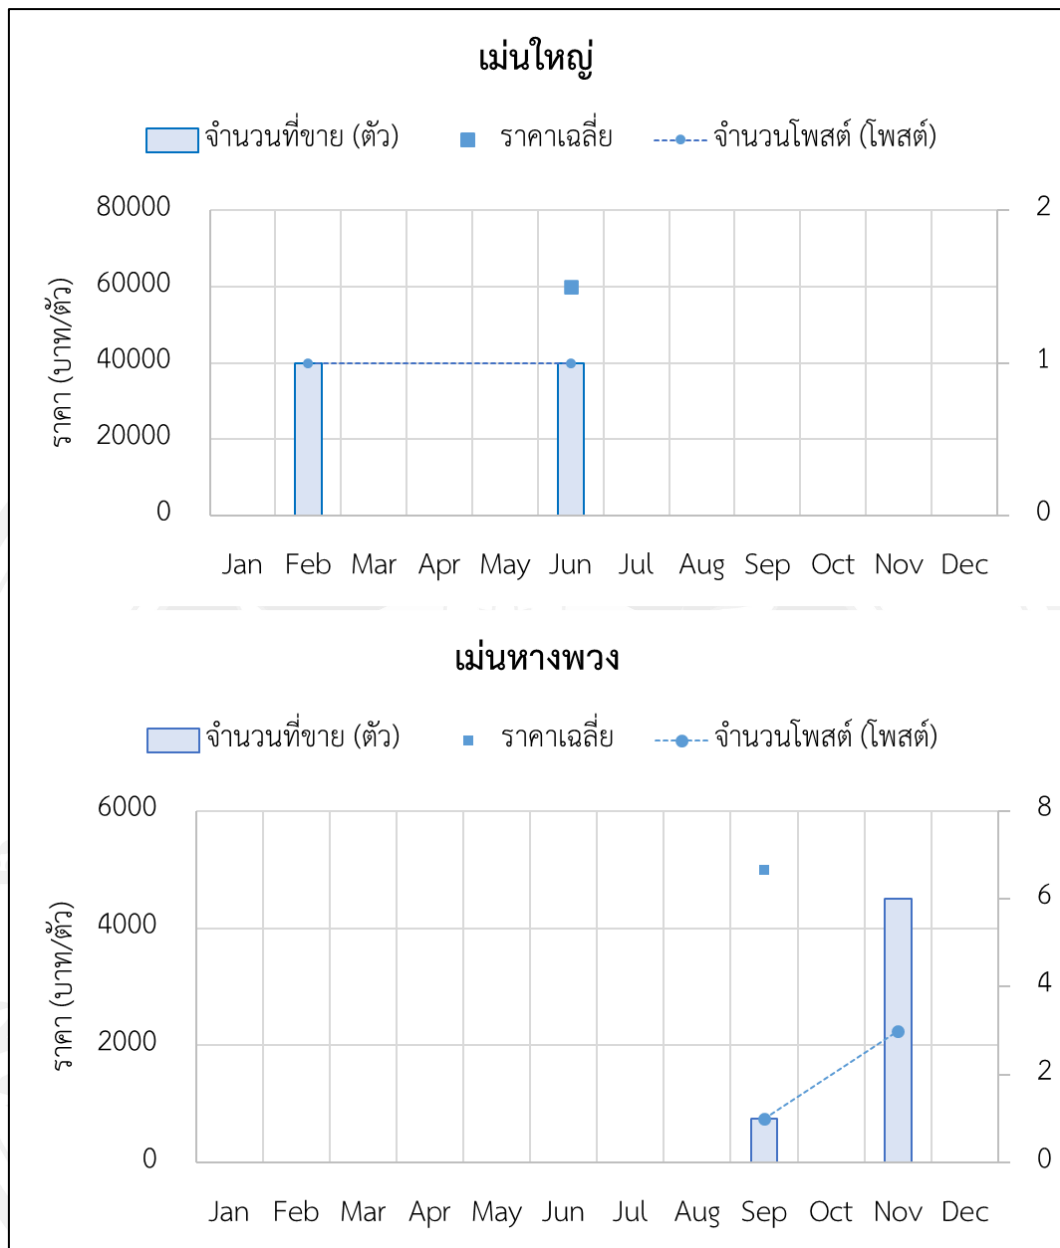 เม่นใหญ่
จำนวนที่ขาย (ตัว) ราคาเฉลี่ย จำนวนโพสต์ (โพสต์)
80000 2
60000
40000 1
20000
0 0
ราคา (บาท/ตัว)
Jan Feb Mar Apr May Jun Jul Aug Sep Oct Nov Dec
เม่นหางพวง
จำนวนที่ขาย (ตัว) ราคาเฉลี่ย จำนวนโพสต์ (โพสต์)
6000 8
6
4000
4
2000
2
0 0
ราคา (บาท/ตัว)
Jan Feb Mar Apr May Jun Jul Aug Sep Oct Nov Dec